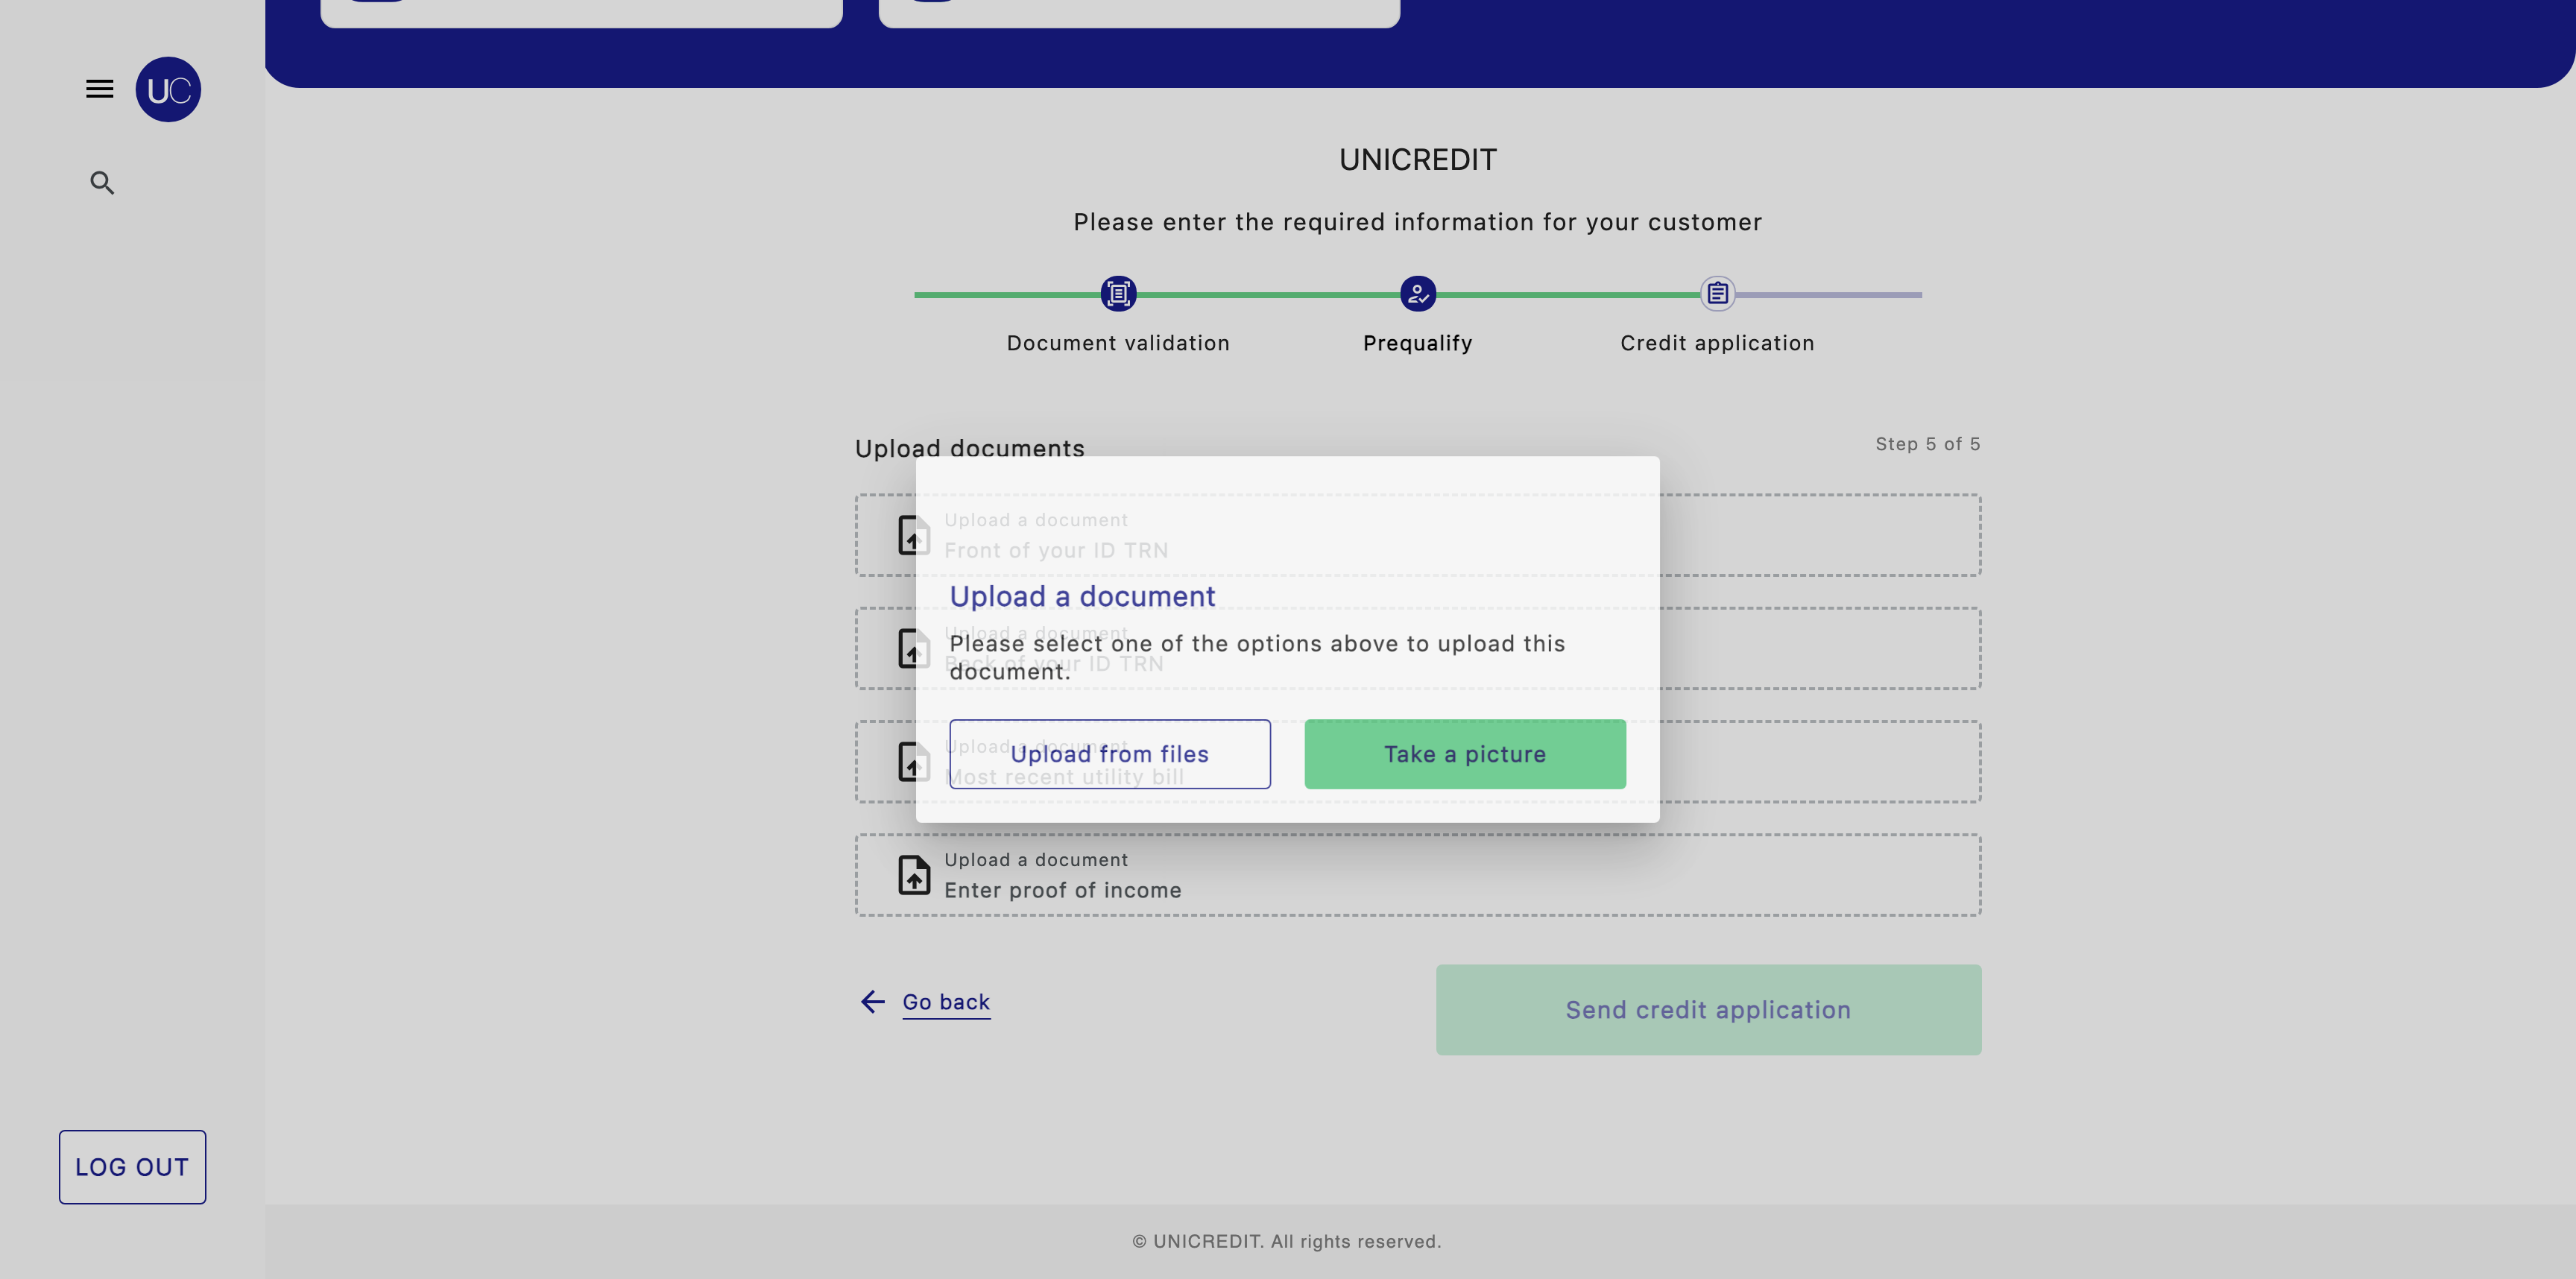 UC
UNICREDIT
Please enter the required information for your customer
Document validation
Prequalify
Credit application
Upload documents
Step 5 of 5
Upload a document
Front of your ID TRN
Upload a document
Upload a document
Back of your ID TRN
Please select one of the options above to upload this
document.
Upload a document
Most recent utility bill
Upload from files
Take a picture
Upload a document
Enter proof of income
Go back
Send credit application
LOG OUT
© UNICREDIT. All rights reserved.